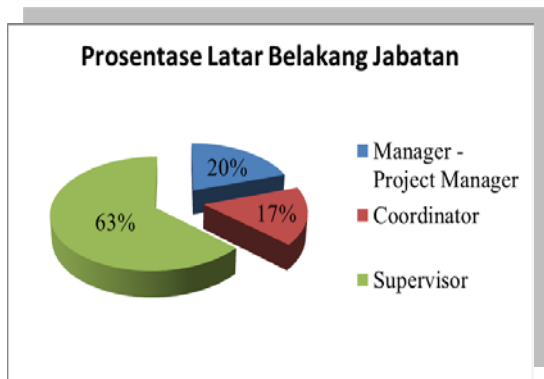 Prosentase Latar Belakang Jabatan
20%
17%
63%
Manager -
Project Manager
Coordinator
Supervisor